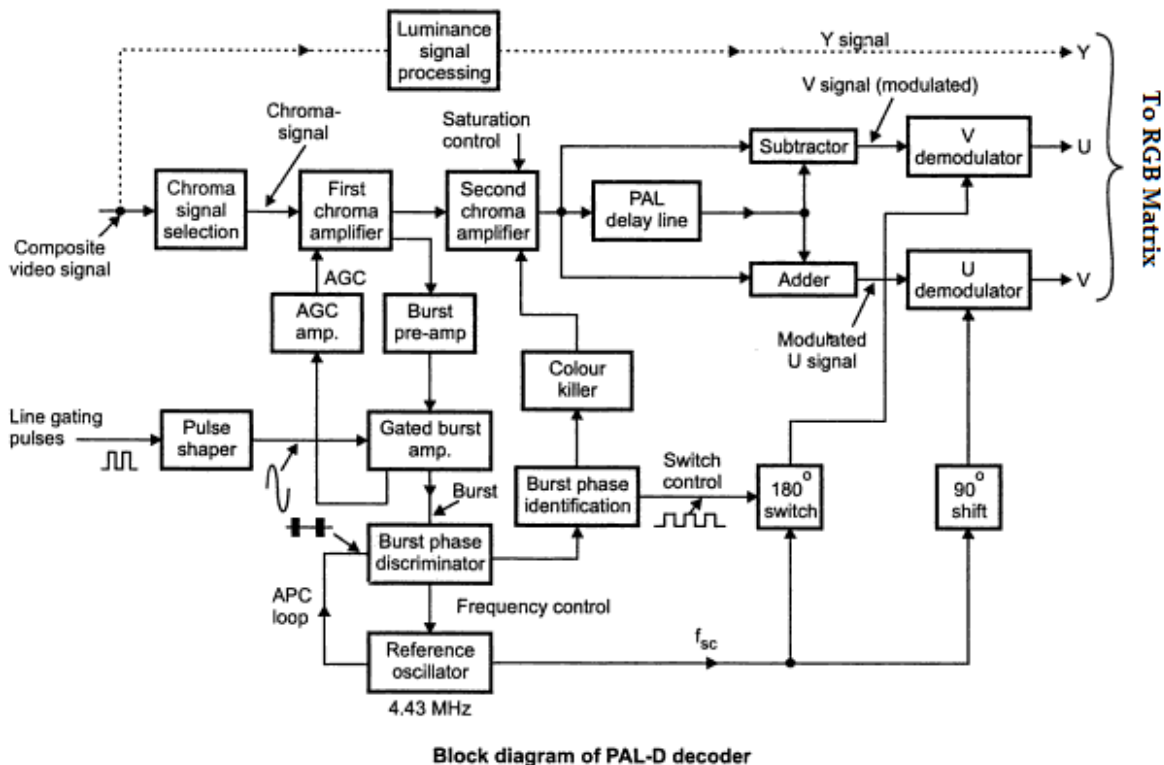 Luminance
signal
processing
Y signal
Y
V signal (modulated)
Chroma-
signal
Saturation
control
Subtractor
V
demodulator
U
Chroma
signal
selection
First
chroma
amplifier
Second
chroma
amplifier
PAL
delay line
To RGB Matrix
Composite
video signal
AGC
Adder
U
demodulator
V
AGC
amp.
Burst
pre-amp
Modulated
U signal
Colour
killer
Line gating
pulses
Pulse
shaper
Gated burst
amp.
Burst
Burst phase
identification
Switch
control
180°
switch
90°
shift
Burst phase
discriminator
APC
loop
Frequency control
Reference
oscillator
fsc
4.43 MHz
Block diagram of PAL-D decoder